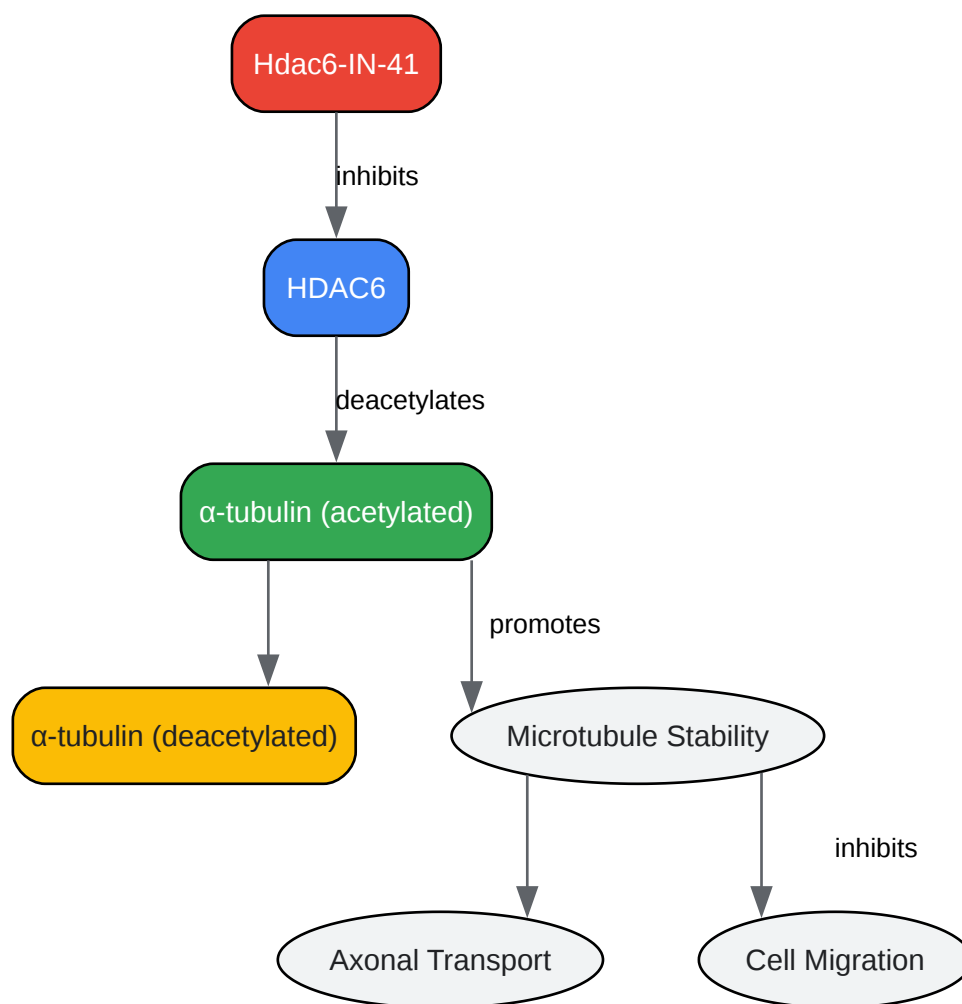 Hdac6-IN-41
inhibits
HDAC6
deacetylates
α-tubulin (acetylated)
promotes
α-tubulin (deacetylated)
Microtubule Stability
inhibits
Axonal Transport
Cell Migration